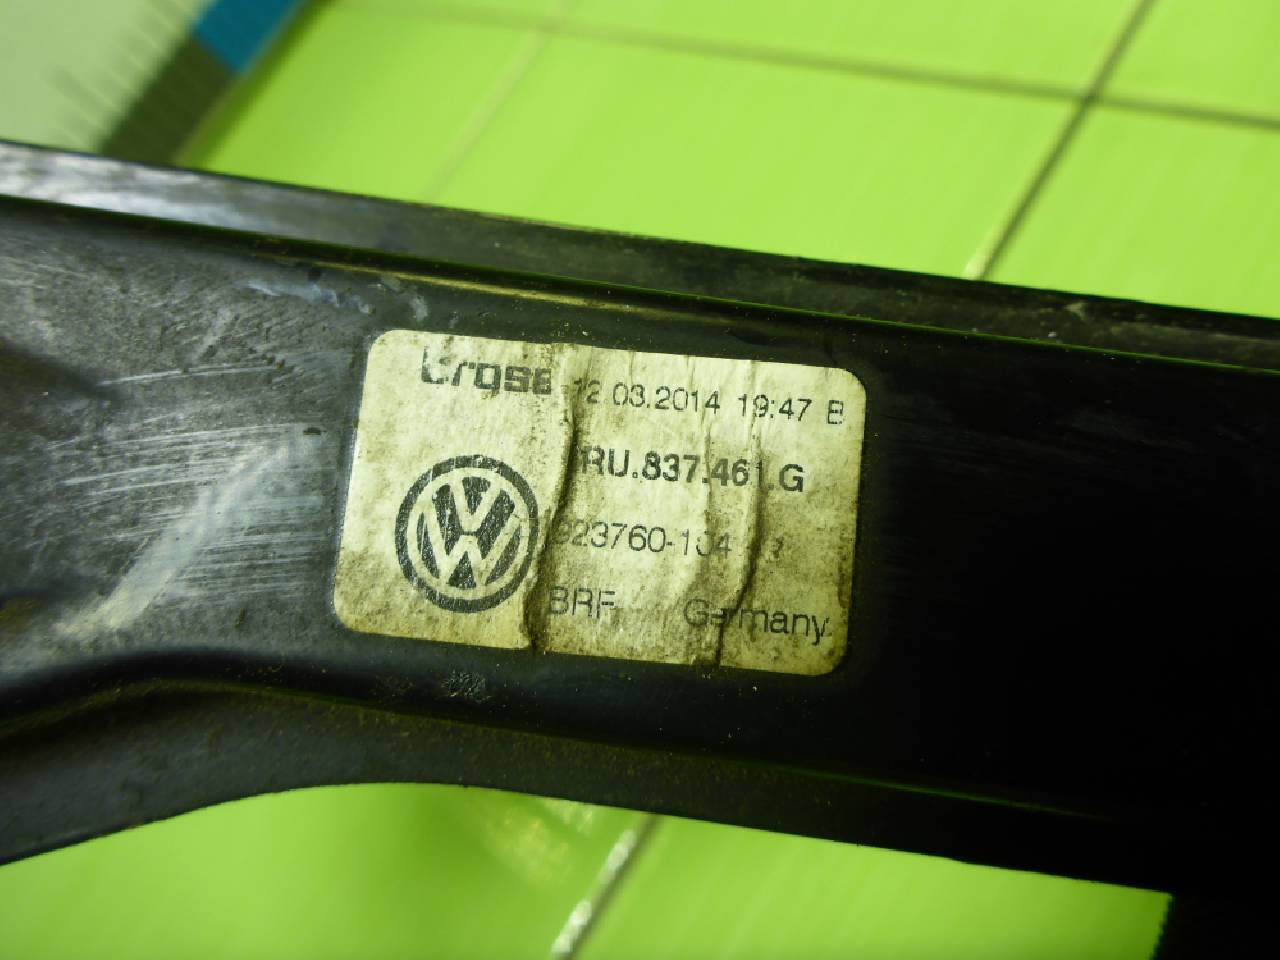 brose 12.03.2014 19:47 B
RU.837.461.G
923760-104
BRF Germany